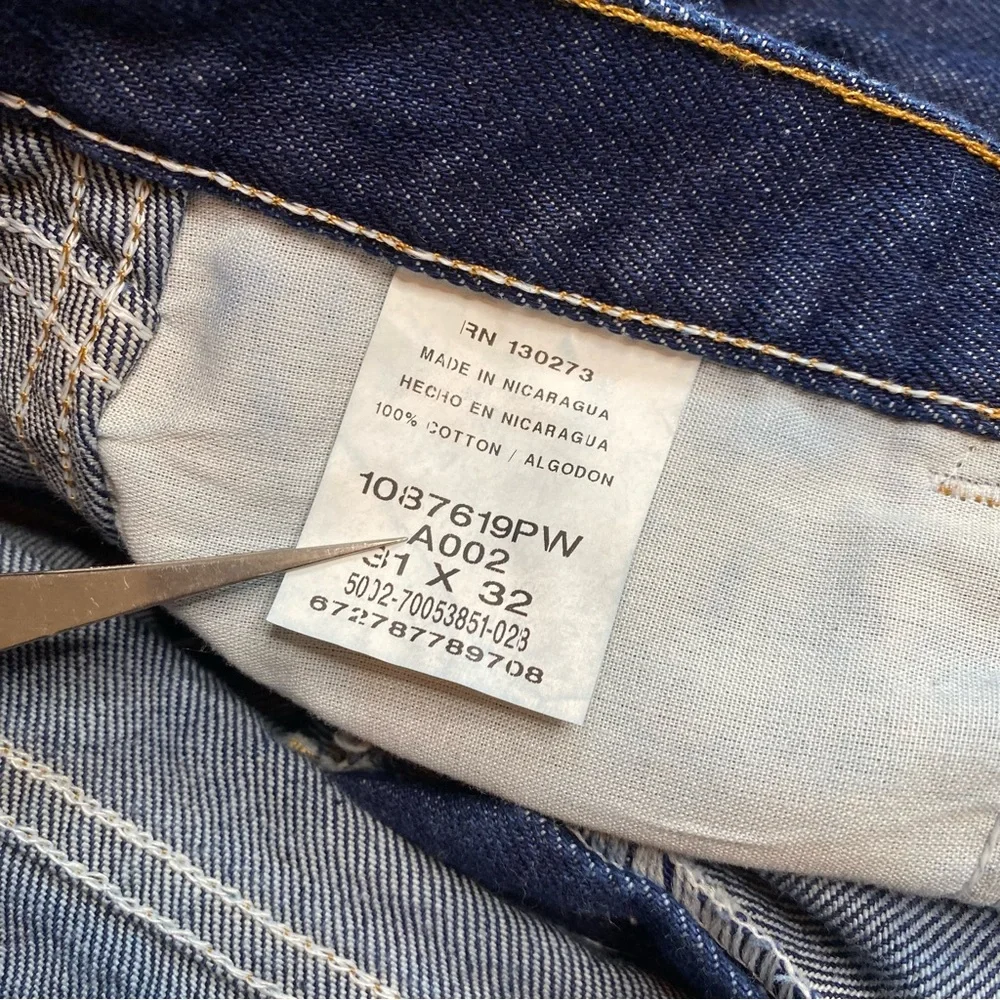 RN 130273
MADE IN NICARAGUA
HECHO EN NICARAGUA
100% COTTON / ALGODON
1087619PW
A002
31 X 32
5002-70053851-028
672787789708